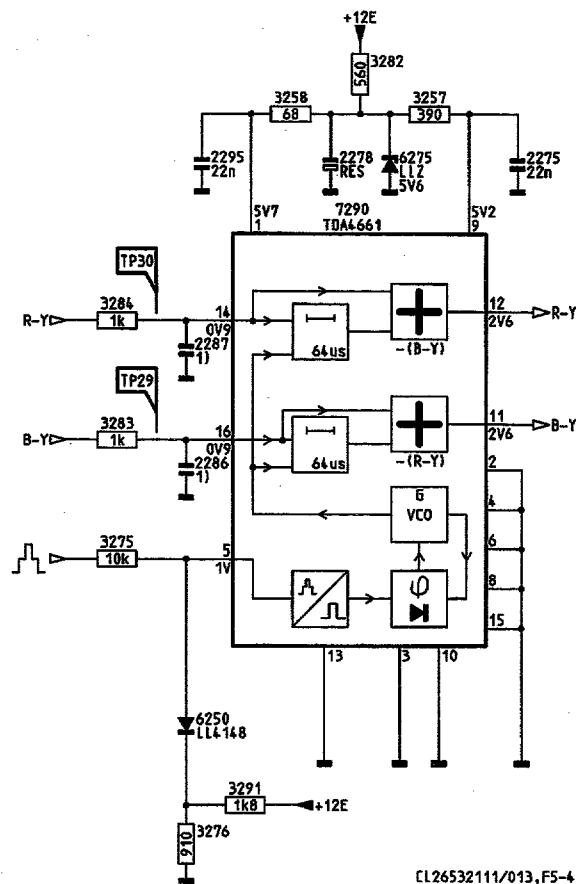 +12E
3282
560
3258
68
3257
390
2295
22n
2278
RES
6275
LLZ
5V6
2275
22n
5V7
1
7290
TDA4661
5V2
9
TP30
3284
R-Y
1k
14
0V9
2287
1)
64us
-(B-Y)
12
R-Y
2V6
TP29
3283
B-Y
1k
16
0V9
2286
1)
64us
-(R-Y)
11
B-Y
2V6
2
G
VCO
4
3275
10k
5
1V
6
φ
8
15
13
3
10
6250
LL4148
3291
1k8
+12E
3276
910
CL26532111/013,F5-4